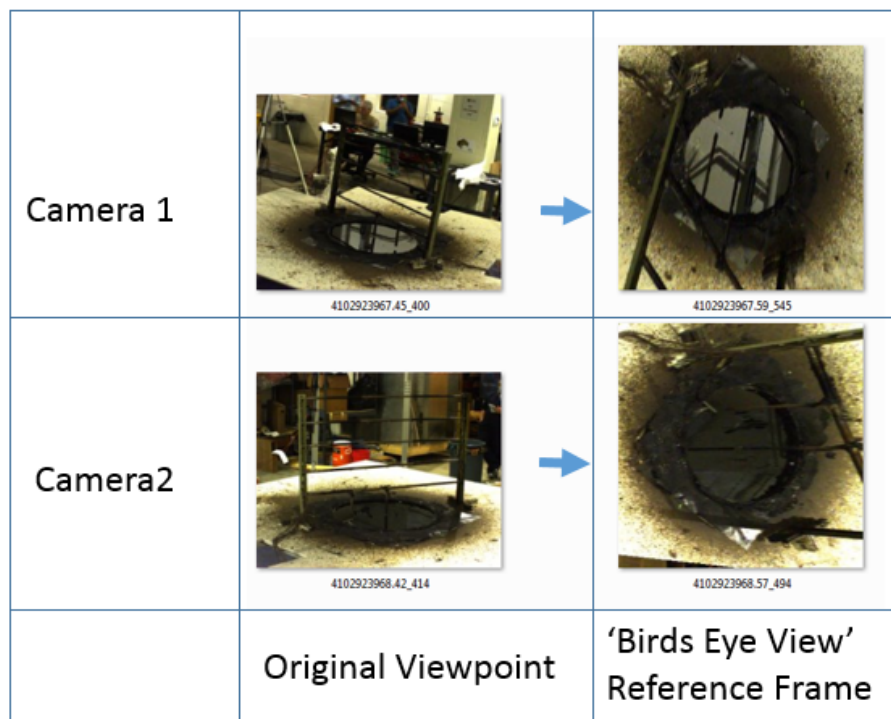 Camera 1
4102923967.45_400
4102923967.59_545
Camera2
4102923968.42_414
4102923968.57_494
Original Viewpoint
‘Birds Eye View’
Reference Frame